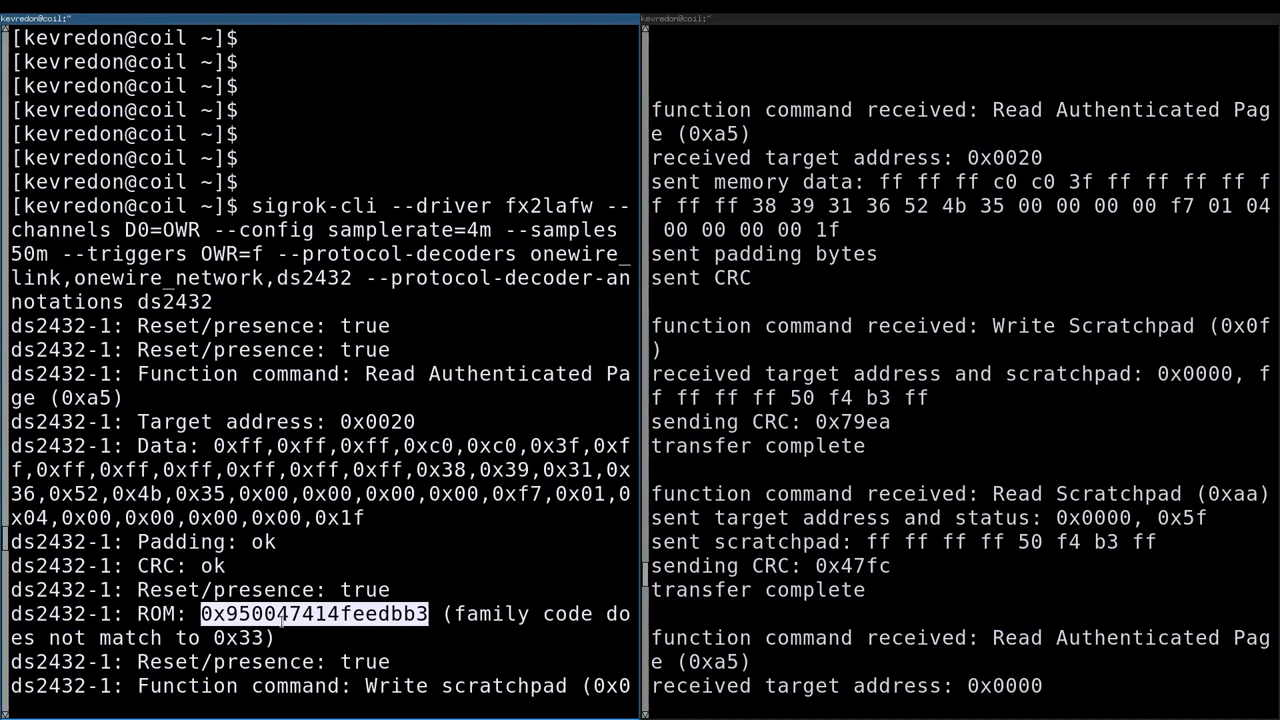 kevredon@coil:~
[kevredon@coil ~]$
[kevredon@coil ~]$
[kevredon@coil ~]$
[kevredon@coil ~]$
[kevredon@coil ~]$
[kevredon@coil ~]$
[kevredon@coil ~]$
[kevredon@coil ~]$ sigrok-cli --driver fx2lafw --
channels D0=OWR --config samplerate=4m --samples
50m --triggers OWR=f --protocol-decoders onewire_
link,onewire_network,ds2432 --protocol-decoder-an
notations ds2432
ds2432-1: Reset/presence: true
ds2432-1: Reset/presence: true
ds2432-1: Function command: Read Authenticated Pa
ge (0xa5)
ds2432-1: Target address: 0x0020
ds2432-1: Data: 0xff,0xff,0xff,0xc0,0xc0,0x3f,0xf
f,0xff,0xff,0xff,0xff,0xff,0xff,0x38,0x39,0x31,0x
36,0x52,0x4b,0x35,0x00,0x00,0x00,0x00,0xf7,0x01,0
x04,0x00,0x00,0x00,0x00,0x1f
ds2432-1: Padding: ok
ds2432-1: CRC: ok
ds2432-1: Reset/presence: true
ds2432-1: ROM: 0x950047414feedbb3 (family code do
es not match to 0x33)
ds2432-1: Reset/presence: true
ds2432-1: Function command: Write scratchpad (0x0
kevredon@coil:~
function command received: Read Authenticated Pag
e (0xa5)
received target address: 0x0020
sent memory data: ff ff ff c0 c0 3f ff ff ff ff f
f ff ff 38 39 31 36 52 4b 35 00 00 00 00 f7 01 04
00 00 00 00 1f
sent padding bytes
sent CRC
function command received: Write Scratchpad (0x0f
)
received target address and scratchpad: 0x0000, f
f ff ff ff 50 f4 b3 ff
sending CRC: 0x79ea
transfer complete
function command received: Read Scratchpad (0xaa)
sent target address and status: 0x0000, 0x5f
sent scratchpad: ff ff ff ff 50 f4 b3 ff
sending CRC: 0x47fc
transfer complete
function command received: Read Authenticated Pag
e (0xa5)
received target address: 0x0000